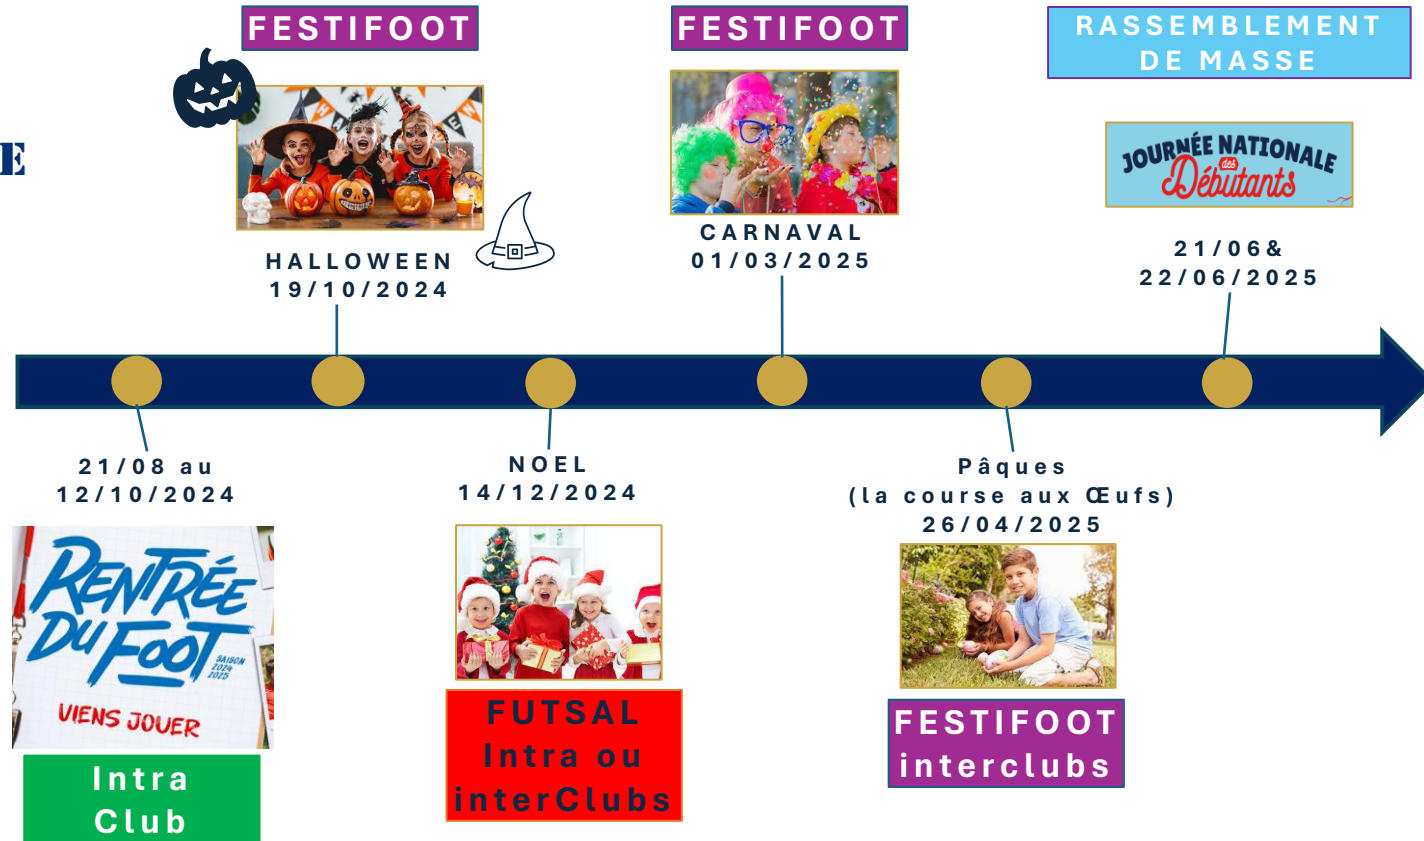 FESTIFOOT
HALLOWEEN
19/10/2024
FESTIFOOT
CARNAVAL
01/03/2025
RASSEMBLEMENT
DE MASSE
JOURNÉE NATIONALE
des
Débutants
21/06&
22/06/2025
E
21/08 au
12/10/2024
RENTRÉE
DU FOOT
SAISON
2024
2025
VIENS JOUER
Intra
Club
NOEL
14/12/2024
FUTSAL
Intra ou
interClubs
Pâques
(la course aux Œufs)
26/04/2025
FESTIFOOT
interclubs